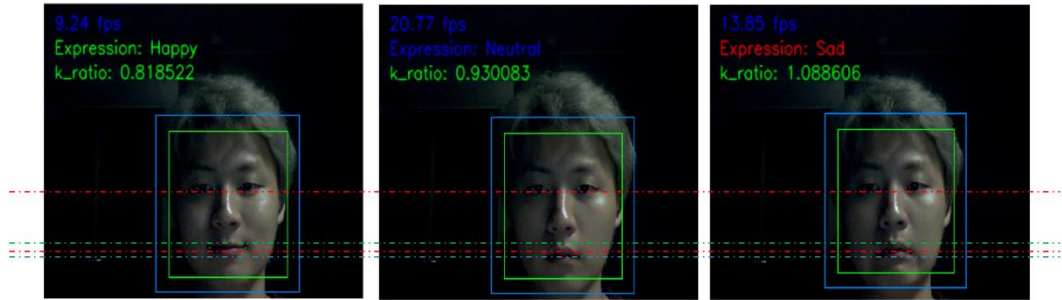 9.24 fps
Expression: Happy
k_ratio: 0.818522
20.77 fps
Expression: Neutral
k_ratio: 0.930083
13.85 fps
Expression: Sad
k_ratio: 1.088606